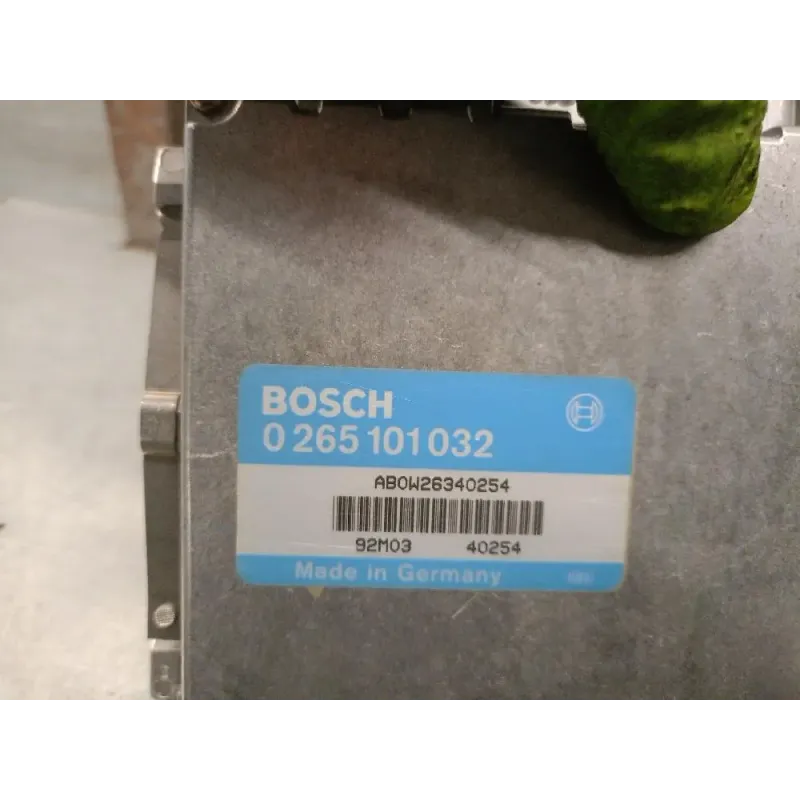 BOSCH
0 265 101 032
AB0W26340254
92M03 40254
Made in Germany